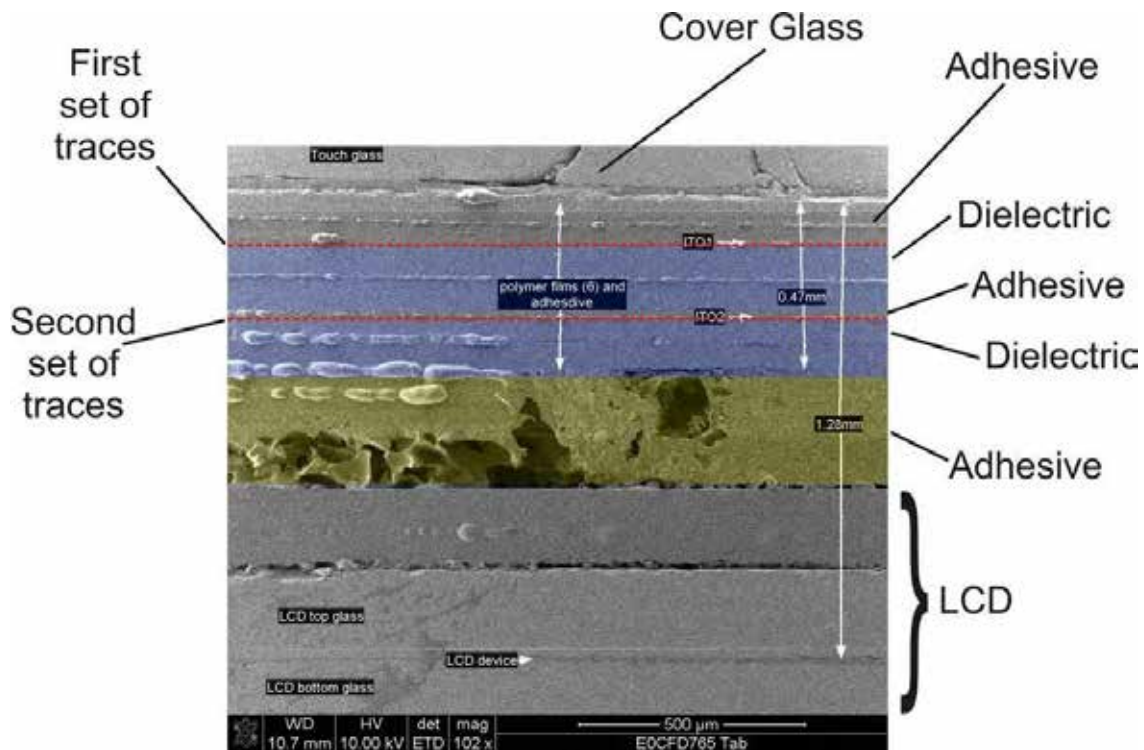 Cover Glass
Adhesive
First
set of
traces
Touch glass
Dielectric
ITO1
polymer films (6) and
adhesdive
0.47mm
Adhesive
Second
set of
traces
ITO2
Dielectric
1.28mm
Adhesive
LCD
LCD top glass
LCD device
LCD bottom glass
WD HV det mag
10.7 mm 10.00 kV ETD 102 x
500 µm
E0CFD765 Tab